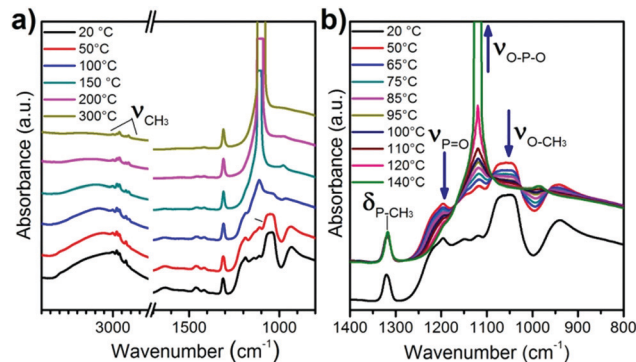 a)
20 °C
50°C
100°C
150 °C
200°C
300°C
νCH3
Absorbance (a.u.)
3000
1500
1000
Wavenumber (cm-1)
b)
20 °C
50°C
65°C
75°C
85°C
95°C
100°C
110°C
120°C
140°C
νO-P-O
νP=O
νO-CH3
δP-CH3
Absorbance (a.u.)
1400 1300 1200 1100 1000 900 800
Wavenumber (cm-1)